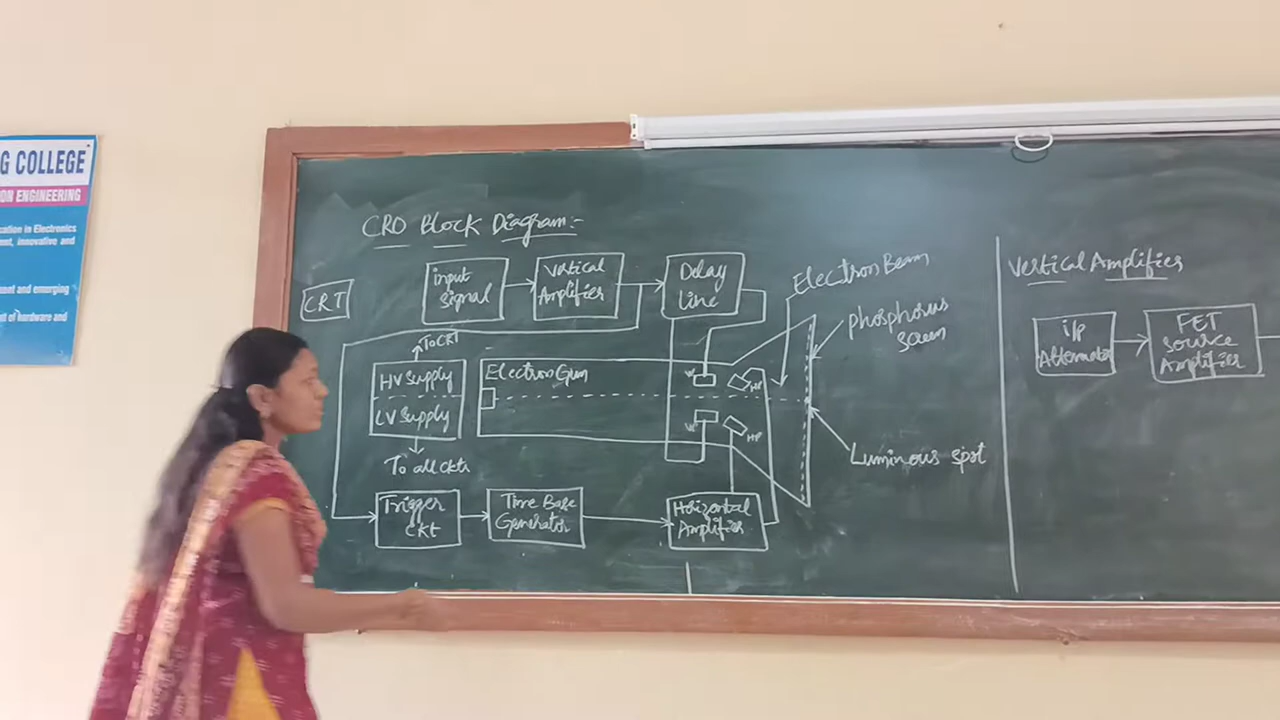 G COLLEGE
ON ENGINEERING
cation in Electronics
ent, innovative and
ment and emerging
of hardware and
CRO Block Diagram:-
CRT
input
signal
Vertical
Amplifier
Delay
Line
Electron Beam
phosphorus
screen
To CRT
HV Supply
LV Supply
To all ckts
Electron Gun
VP
HP
VP
HP
Luminous spot
Trigger
CKt
Time Base
Generator
Horizontal
Amplifier
Vertical Amplifier
i/p
Attenuator
FET
Source
Amplifier